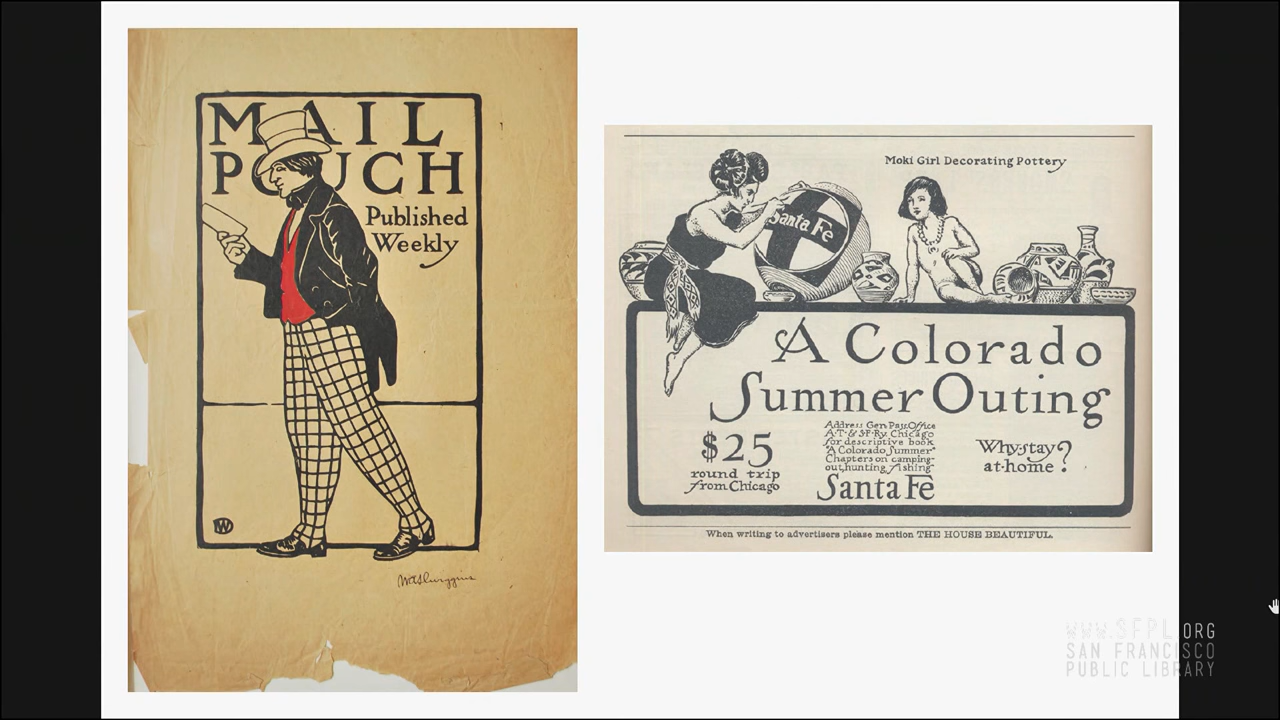 MAIL
POUCH
Published
Weekly
Moki Girl Decorating Pottery
Santa Fe
A Colorado
Summer Outing
$25
round trip
from Chicago
Address Gen. Pass. Office
A·T·&S·F·Ry. Chicago
for descriptive book
"A Colorado Summer"
Chapters on camping-
out, hunting, fishing
Santa Fe
Why·stay
at·home?
When writing to advertisers please mention THE HOUSE BEAUTIFUL.
WWW.SFPL.ORG
SAN FRANCISCO
PUBLIC LIBRARY